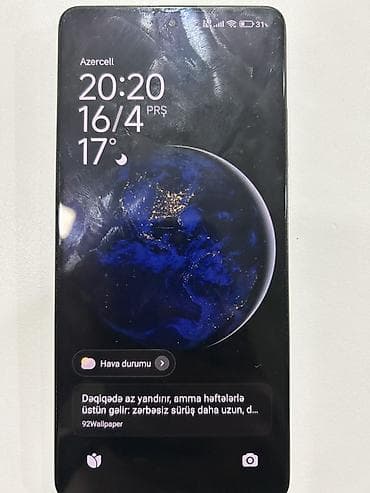 Azercell
31
20:20
16/4 PRŞ
17°
Hava durumu
Dəqiqədə az yandırır, amma həftələrlə
üstün gəlir: zərbəsiz sürüş daha uzun, d...
92Wallpaper